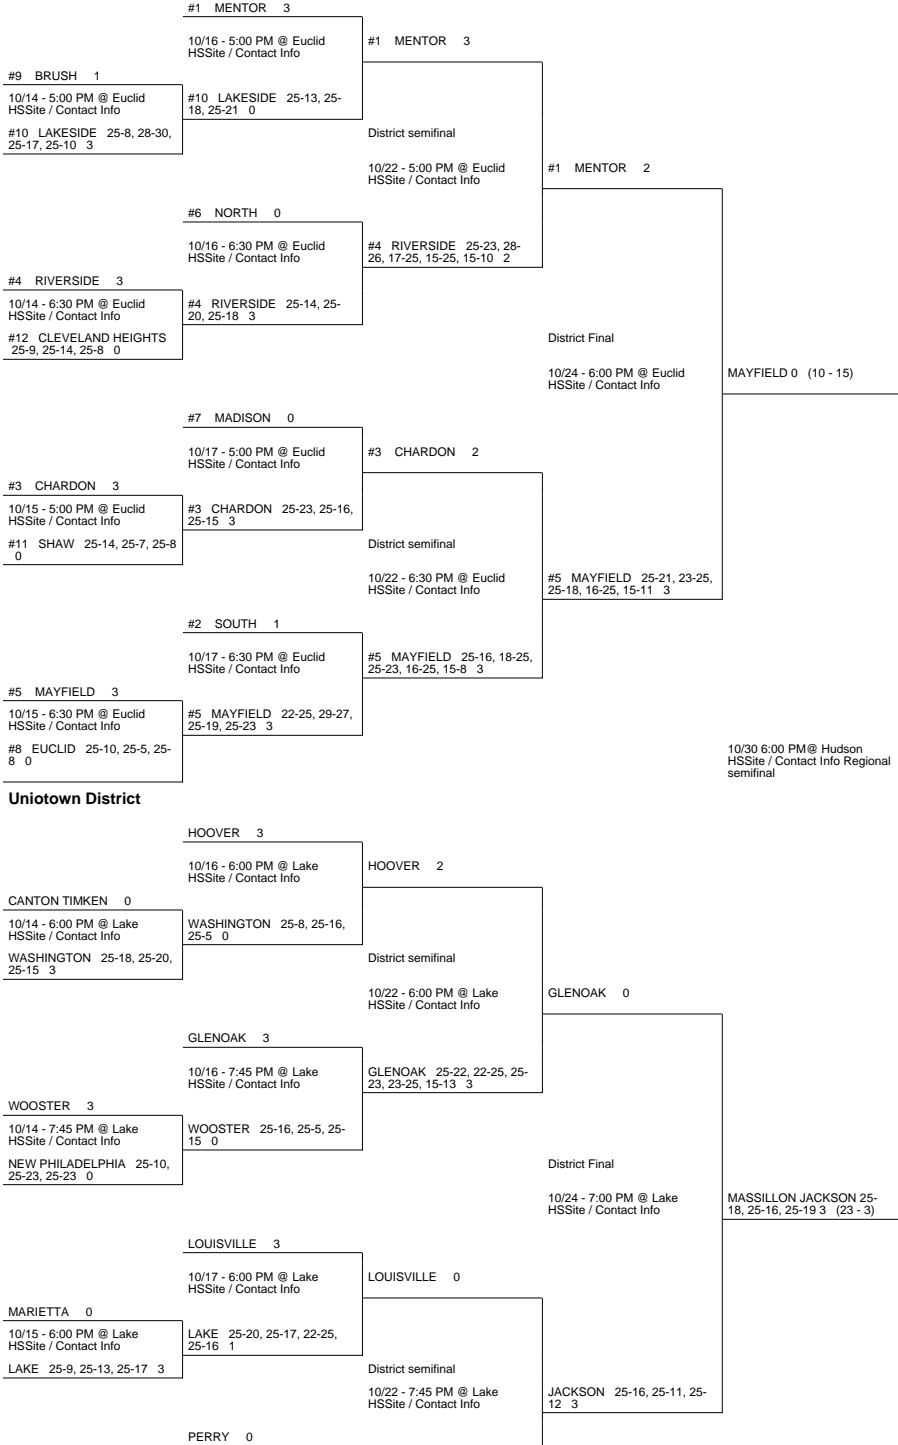 #1 MENTOR 3
10/16 - 5:00 PM @ Euclid
HSSite / Contact Info
#1 MENTOR 3
#9 BRUSH 1
10/14 - 5:00 PM @ Euclid
HSSite / Contact Info
#10 LAKESIDE 25-13, 25-
18, 25-21 0
#10 LAKESIDE 25-8, 28-30,
25-17, 25-10 3
District semifinal
10/22 - 5:00 PM @ Euclid
HSSite / Contact Info
#1 MENTOR 2
#6 NORTH 0
10/16 - 6:30 PM @ Euclid
HSSite / Contact Info
#4 RIVERSIDE 25-23, 28-
26, 17-25, 15-25, 15-10 2
#4 RIVERSIDE 3
10/14 - 6:30 PM @ Euclid
HSSite / Contact Info
#4 RIVERSIDE 25-14, 25-
20, 25-18 3
#12 CLEVELAND HEIGHTS
25-9, 25-14, 25-8 0
District Final
10/24 - 6:00 PM @ Euclid
HSSite / Contact Info
MAYFIELD 0 (10 - 15)
#7 MADISON 0
10/17 - 5:00 PM @ Euclid
HSSite / Contact Info
#3 CHARDON 2
#3 CHARDON 3
10/15 - 5:00 PM @ Euclid
HSSite / Contact Info
#3 CHARDON 25-23, 25-16,
25-15 3
#11 SHAW 25-14, 25-7, 25-8
0
District semifinal
10/22 - 6:30 PM @ Euclid
HSSite / Contact Info
#5 MAYFIELD 25-21, 23-25,
25-18, 16-25, 15-11 3
#2 SOUTH 1
10/17 - 6:30 PM @ Euclid
HSSite / Contact Info
#5 MAYFIELD 25-16, 18-25,
25-23, 16-25, 15-8 3
#5 MAYFIELD 3
10/15 - 6:30 PM @ Euclid
HSSite / Contact Info
#5 MAYFIELD 22-25, 29-27,
25-19, 25-23 3
#8 EUCLID 25-10, 25-5, 25-
8 0
10/30 6:00 PM@ Hudson
HSSite / Contact Info Regional
semifinal
Uniotown District
HOOVER 3
10/16 - 6:00 PM @ Lake
HSSite / Contact Info
HOOVER 2
CANTON TIMKEN 0
10/14 - 6:00 PM @ Lake
HSSite / Contact Info
WASHINGTON 25-8, 25-16,
25-5 0
WASHINGTON 25-18, 25-20,
25-15 3
District semifinal
10/22 - 6:00 PM @ Lake
HSSite / Contact Info
GLENOAK 0
GLENOAK 3
10/16 - 7:45 PM @ Lake
HSSite / Contact Info
GLENOAK 25-22, 22-25, 25-
23, 23-25, 15-13 3
WOOSTER 3
10/14 - 7:45 PM @ Lake
HSSite / Contact Info
WOOSTER 25-16, 25-5, 25-
15 0
NEW PHILADELPHIA 25-10,
25-23, 25-23 0
District Final
10/24 - 7:00 PM @ Lake
HSSite / Contact Info
MASSILLON JACKSON 25-
18, 25-16, 25-19 3 (23 - 3)
LOUISVILLE 3
10/17 - 6:00 PM @ Lake
HSSite / Contact Info
LOUISVILLE 0
MARIETTA 0
10/15 - 6:00 PM @ Lake
HSSite / Contact Info
LAKE 25-20, 25-17, 22-25,
25-16 1
LAKE 25-9, 25-13, 25-17 3
District semifinal
10/22 - 7:45 PM @ Lake
HSSite / Contact Info
JACKSON 25-16, 25-11, 25-
12 3
PERRY 0